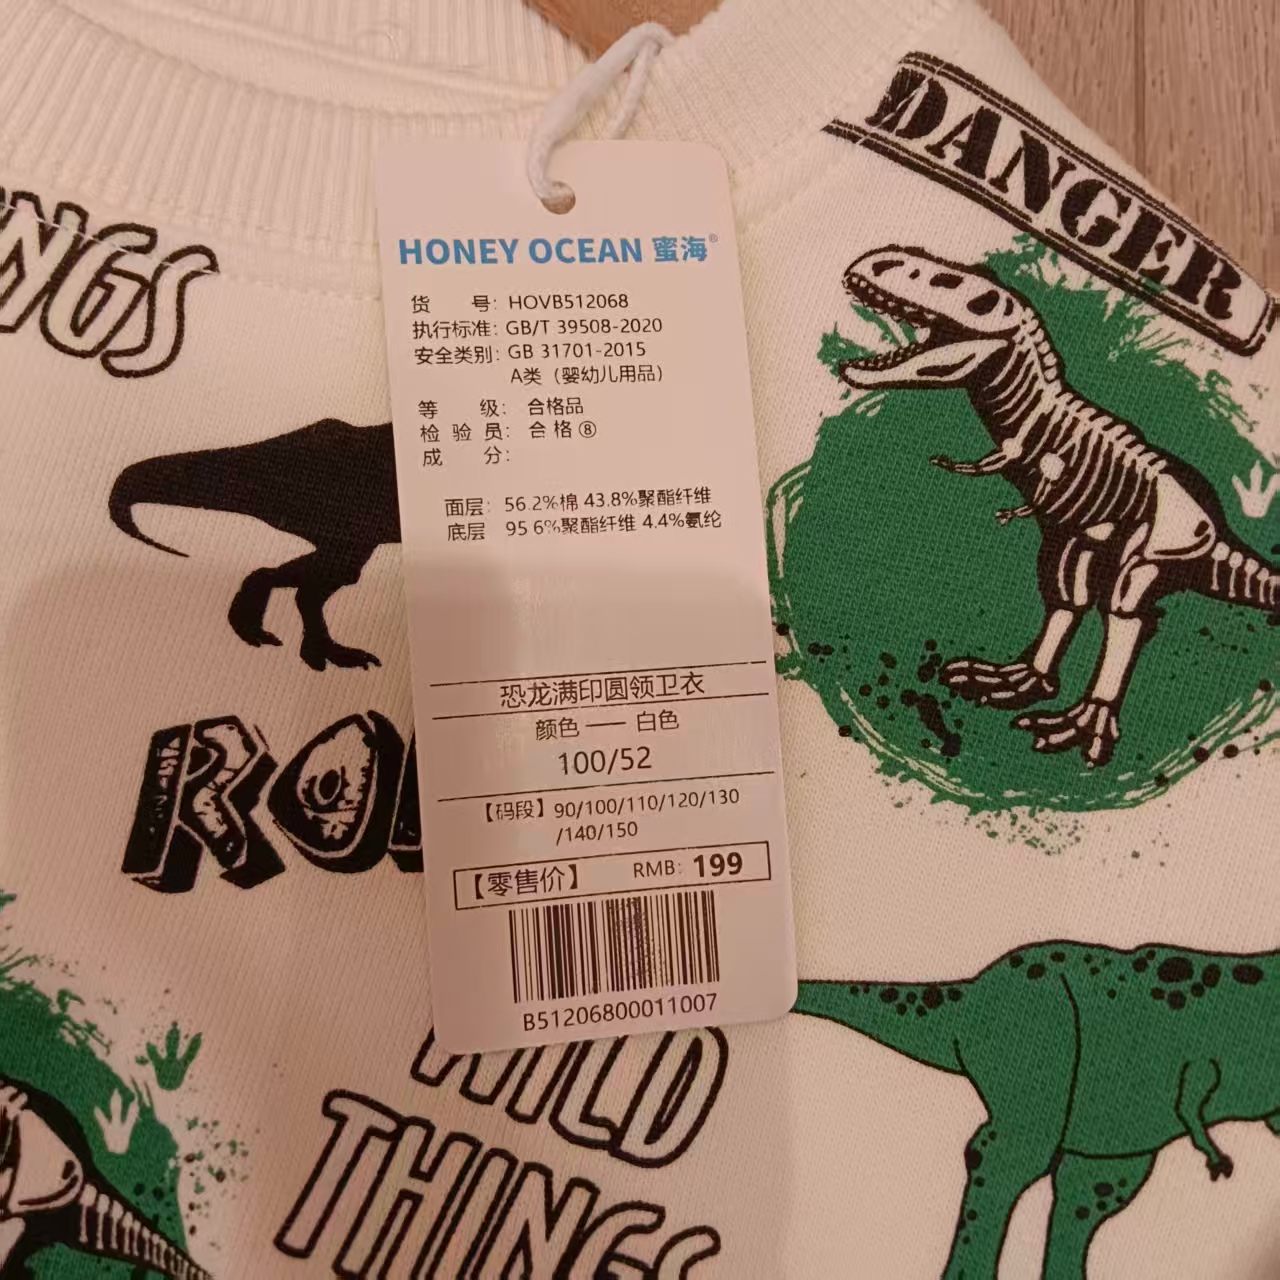 DANGER
NGS
HONEY OCEAN 蜜海®
货 号: HOVB512068
执行标准: GB/T 39508-2020
安全类别: GB 31701-2015
A类（婴幼儿用品）
等 级: 合格品
检 验 员: 合格⑧
成 分:
面层: 56.2%棉 43.8%聚酯纤维
底层 95.6%聚酯纤维 4.4%氨纶
恐龙满印圆领卫衣
颜色 —— 白色
100/52
【码段】90/100/110/120/130
/140/150
【零售价】 RMB: 199
B51206800011007
WILD
THINGS